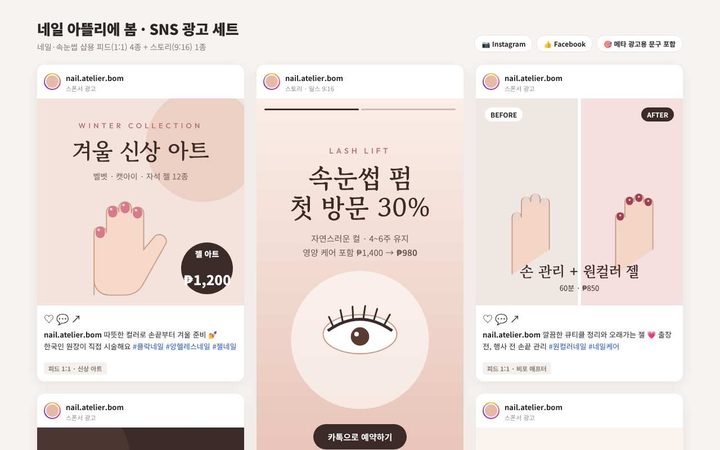 네일 아뜰리에 봄 · SNS 광고 세트
네일·속눈썹 샵용 피드(1:1) 4종 + 스토리(9:16) 1종
📷 Instagram
👍 Facebook
🎯 메타 광고용 문구 포함
nail.atelier.bom
스폰서 광고
WINTER COLLECTION
겨울 신상 아트
벨벳 · 캣아이 · 자석 젤 12종
젤 아트
₱1,200
♡ 💬 ↗
nail.atelier.bom 따뜻한 컬러로 손끝부터 겨울 준비 💅
한국인 원장이 직접 시술해요 #클락네일 #앙헬레스네일 #젤네일
피드 1:1 · 신상 아트
nail.atelier.bom
스폰서 광고
nail.atelier.bom
스토리 · 릴스 9:16
LASH LIFT
속눈썹 펌
첫 방문 30%
자연스러운 컬 · 4~6주 유지
영양 케어 포함 ₱1,400 → ₱980
카톡으로 예약하기
nail.atelier.bom
스폰서 광고
BEFORE
AFTER
손 관리 + 원컬러 젤
60분 · ₱850
♡ 💬 ↗
nail.atelier.bom 깔끔한 큐티클 정리와 오래가는 젤 💗 출장
전, 행사 전 손끝 관리 #원컬러네일 #네일케어
피드 1:1 · 비포 애프터
nail.atelier.bom
스폰서 광고